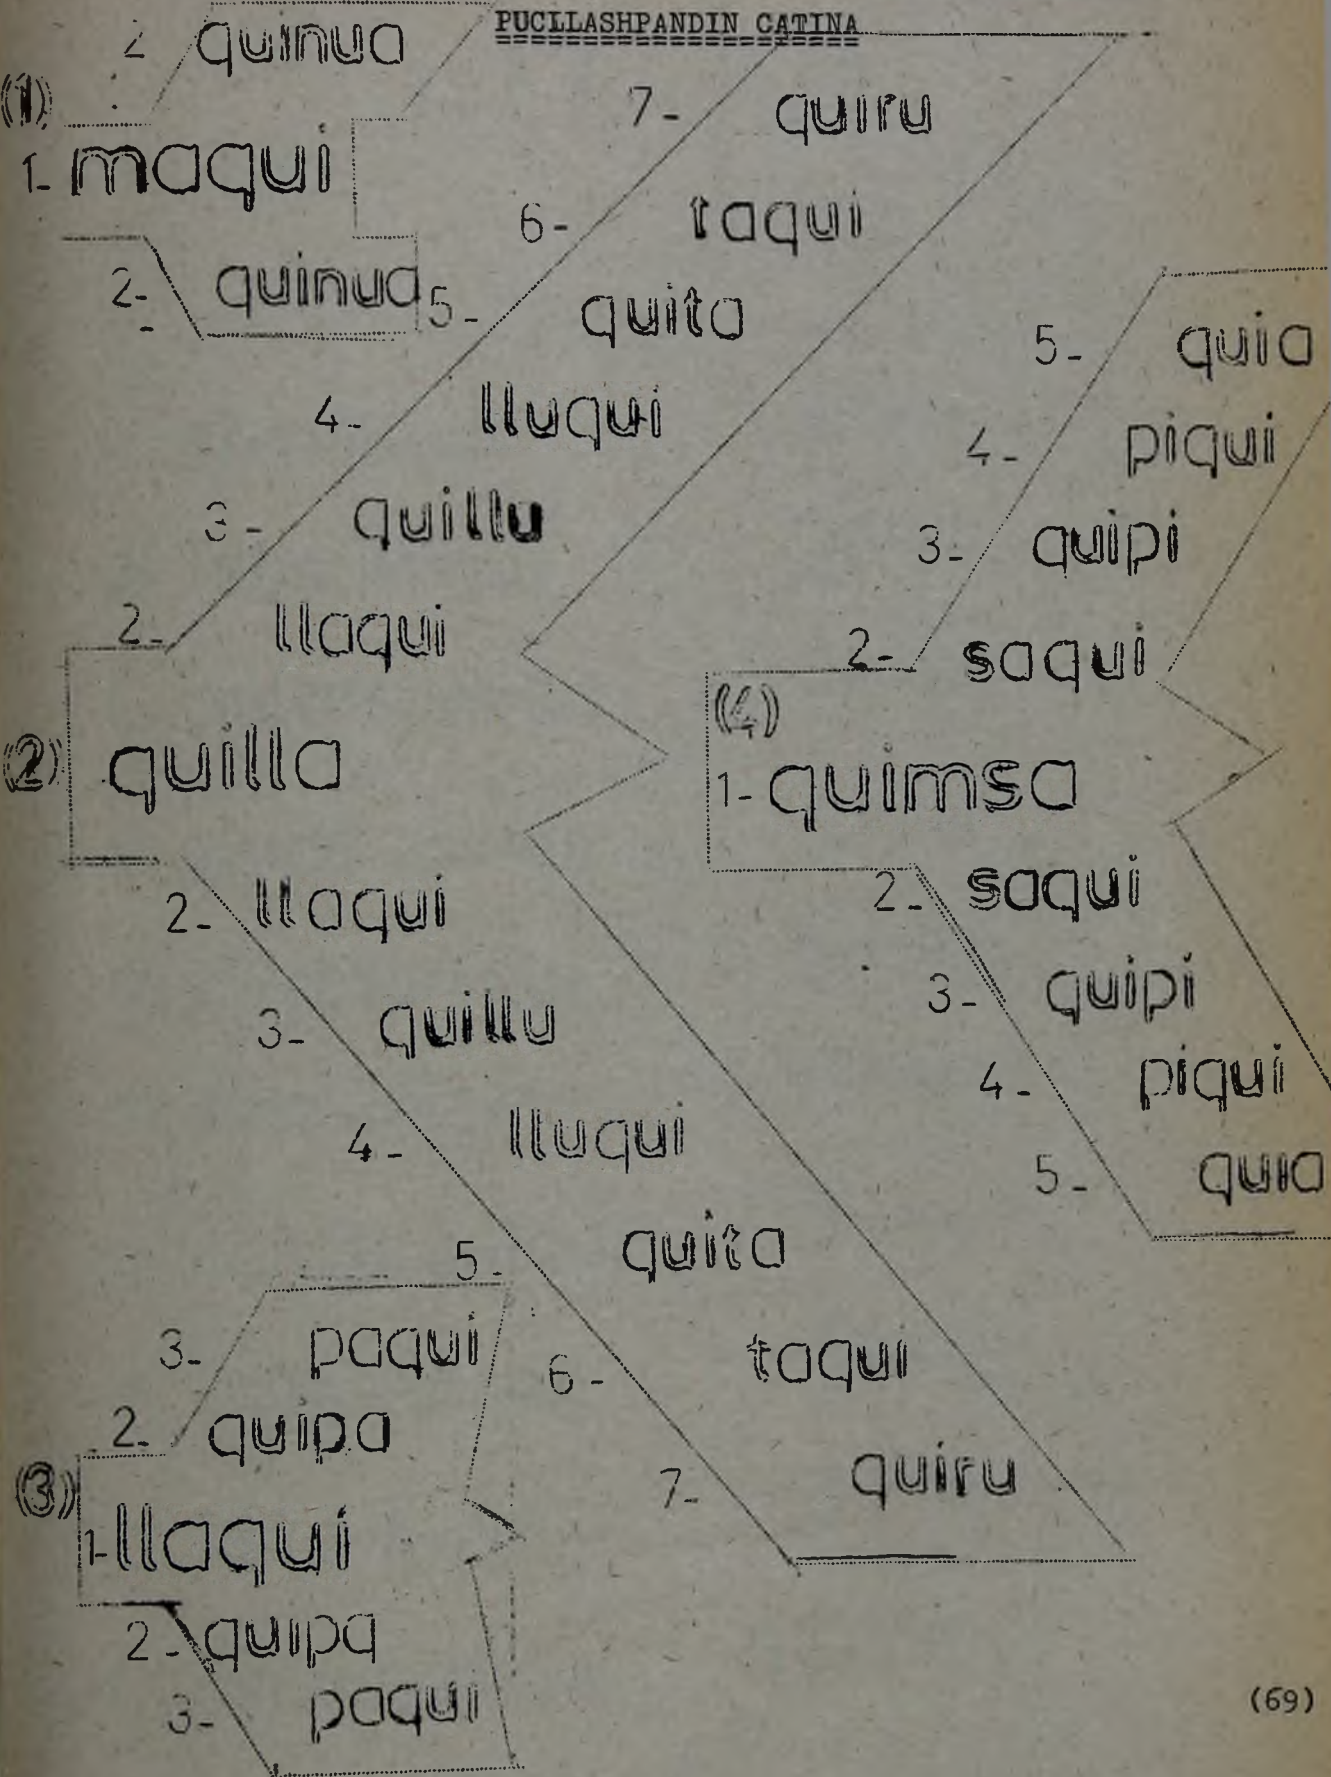 PUCLLASHPANDIN CATINA
(1)
2 quinua
1- maqui
2- quinua
(2)
7- quiru
6- taqui
5- quita
4- lluqui
3- quillu
2- llaqui
quilla
2- llaqui
3- quillu
4- lluqui
5- quita
6- taqui
7- quiru
(3)
3- paqui
2- quipa
1- llaqui
2- quipa
3- paqui
(4)
5- quia
4- piqui
3- quipi
2- saqui
1- quimsa
2- saqui
3- quipi
4- piqui
5- quia
(69)